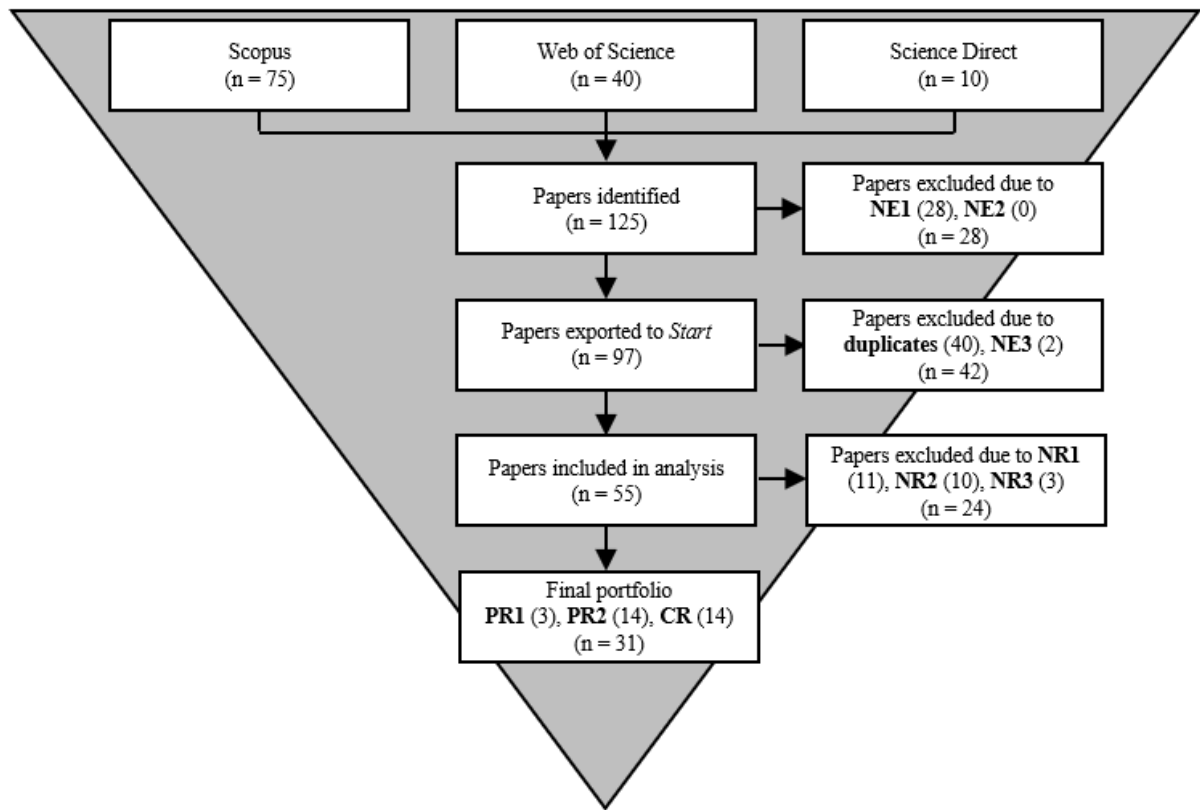 Scopus
(n = 75)
Web of Science
(n = 40)
Science Direct
(n = 10)
Papers identified
(n = 125)
Papers excluded due to
NE1 (28), NE2 (0)
(n = 28)
Papers exported to Start
(n = 97)
Papers excluded due to
duplicates (40), NE3 (2)
(n = 42)
Papers included in analysis
(n = 55)
Papers excluded due to NR1
(11), NR2 (10), NR3 (3)
(n = 24)
Final portfolio
PR1 (3), PR2 (14), CR (14)
(n = 31)